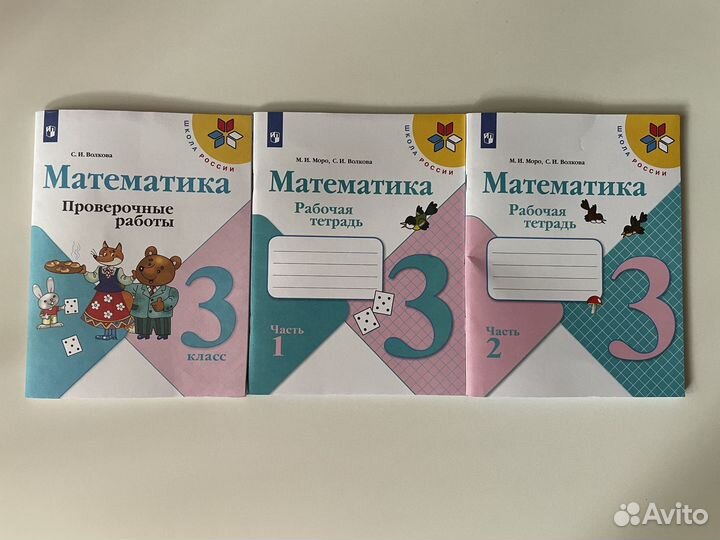 С. И. Волкова
ШКОЛА РОССИИ
Математика
Проверочные
работы
3
класс
М. И. Моро, С. И. Волкова
ШКОЛА РОССИИ
Математика
Рабочая
тетрадь
Часть
1
3
М. И. Моро, С. И. Волкова
ШКОЛА РОССИИ
Математика
Рабочая
тетрадь
Часть
2
3
Avito